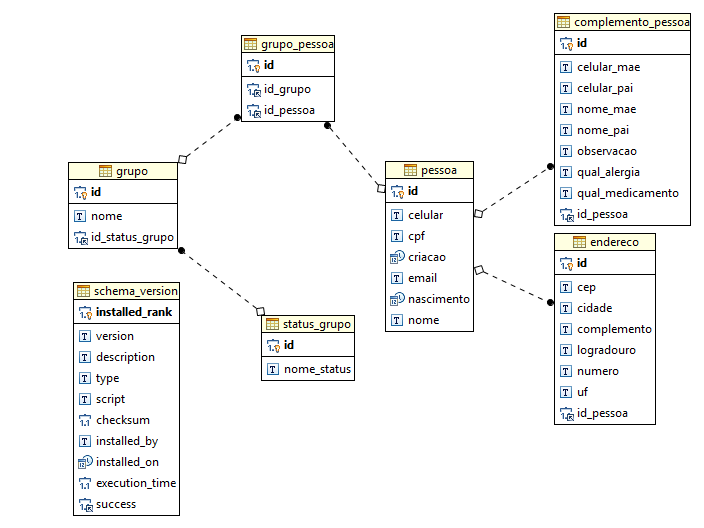 grupo_pessoa
id
id_grupo
id_pessoa
complemento_pessoa
id
celular_mae
celular_pai
nome_mae
nome_pai
observacao
qual_alergia
qual_medicamento
id_pessoa
grupo
id
nome
id_status_grupo
pessoa
id
celular
cpf
criacao
email
nascimento
nome
endereco
id
cep
cidade
complemento
logradouro
numero
uf
id_pessoa
schema_version
installed_rank
version
description
type
script
checksum
installed_by
installed_on
execution_time
success
status_grupo
id
nome_status